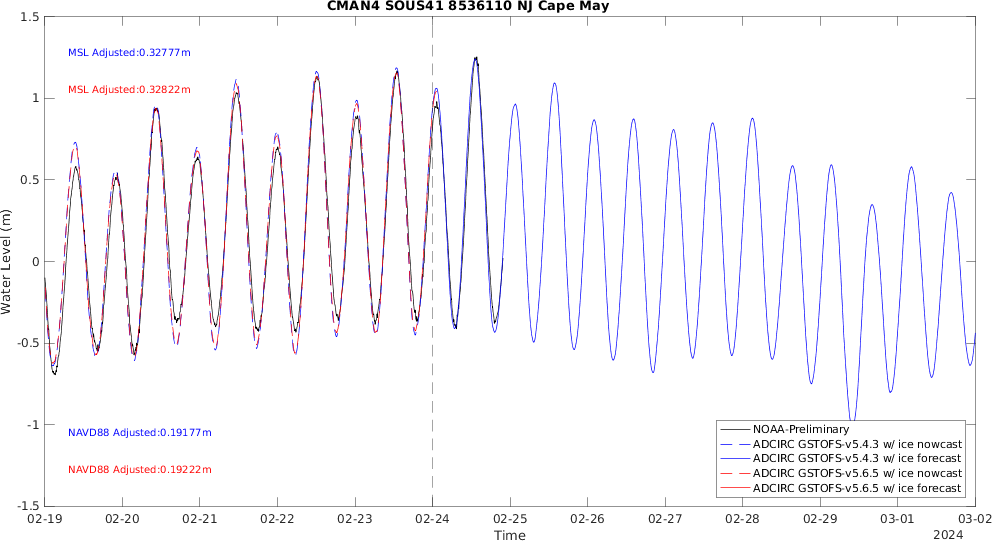 CMAN4 SOUS41 8536110 NJ Cape May
1.5
MSL Adjusted:0.32777m
MSL Adjusted:0.32822m
1
0.5
0
Water Level (m)
-0.5
-1
NAVD88 Adjusted:0.19177m
NAVD88 Adjusted:0.19222m
-1.5
NOAA-Preliminary
ADCIRC GSTOFS-v5.4.3 w/ ice nowcast
ADCIRC GSTOFS-v5.4.3 w/ ice forecast
ADCIRC GSTOFS-v5.6.5 w/ ice nowcast
ADCIRC GSTOFS-v5.6.5 w/ ice forecast
02-19 02-20 02-21 02-22 02-23 02-24 02-25 02-26 02-27 02-28 02-29 03-01 03-02
Time
2024